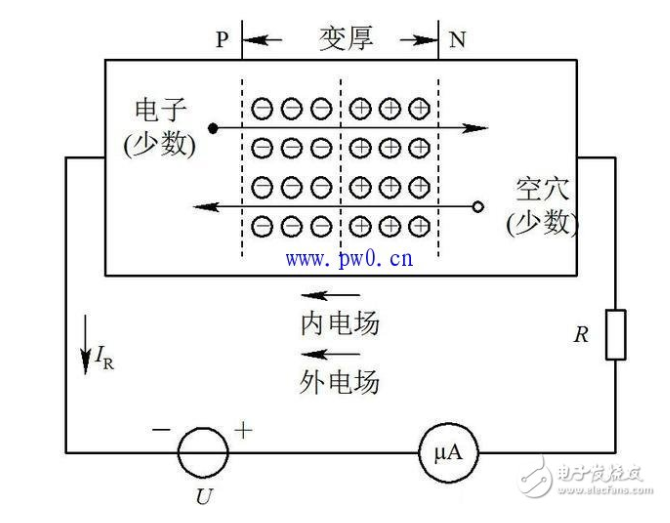 P 变厚 N
电子
(少数)
空穴
(少数)
www.pw0.cn
内电场
外电场
I_R
R
− +
U
μA
电子发烧友
www.elecfans.com